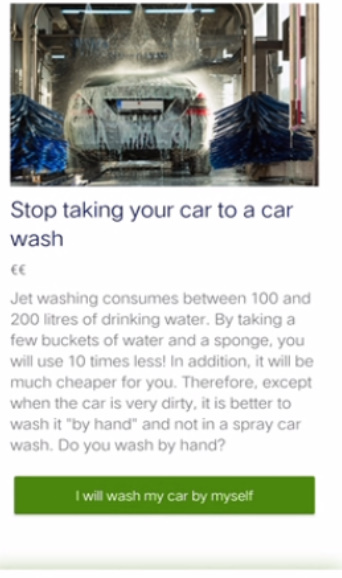 Stop taking your car to a car
wash
€€
Jet washing consumes between 100 and
200 litres of drinking water. By taking a
few buckets of water and a sponge, you
will use 10 times less! In addition, it will be
much cheaper for you. Therefore, except
when the car is very dirty, it is better to
wash it "by hand" and not in a spray car
wash. Do you wash by hand?
I will wash my car by myself